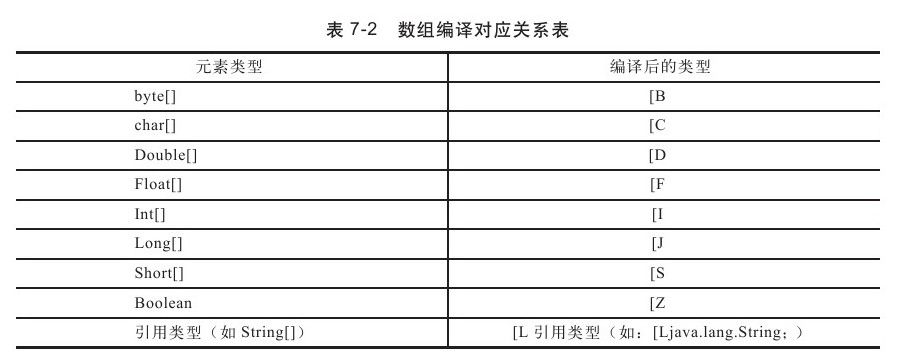 表 7-2 数组编译对应关系表
元素类型 编译后的类型
byte[] [B
char[] [C
Double[] [D
Float[] [F
Int[] [I
Long[] [J
Short[] [S
Boolean [Z
引用类型（如 String[]） [L 引用类型（如：[Ljava.lang.String；）